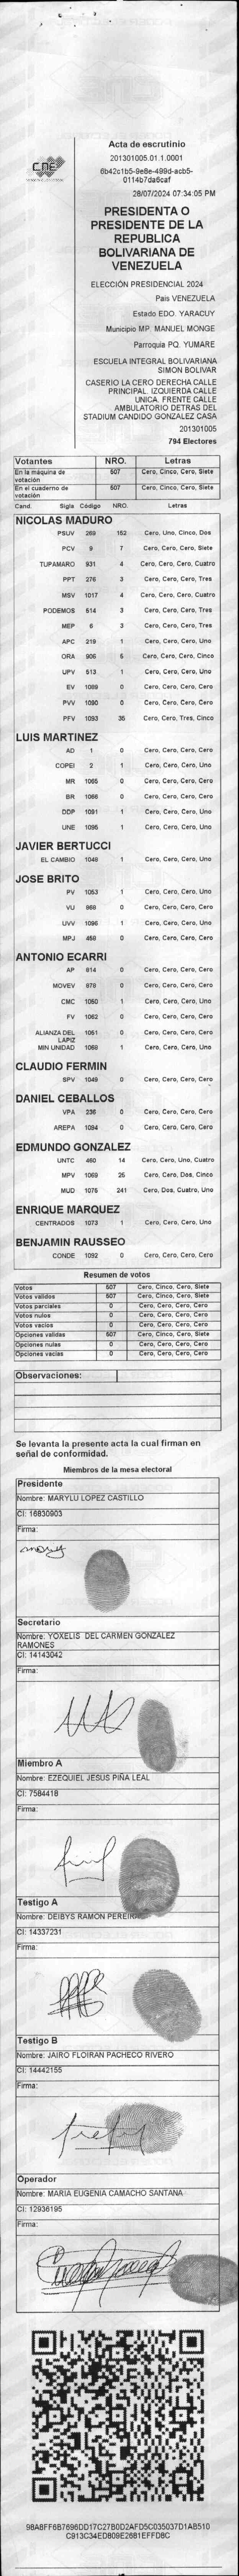 CNE
Acta de escrutinio
201301005.01.1.0001
6b42c1b5-9e8e-499d-acb5-
0114b7da6caf
28/07/2024 07:34:05 PM
PRESIDENTA O
PRESIDENTE DE LA
REPUBLICA
BOLIVARIANA DE
VENEZUELA
ELECCIÓN PRESIDENCIAL 2024
Pais VENEZUELA
Estado EDO. YARACUY
Municipio MP. MANUEL MONGE
Parroquia PQ. YUMARE
ESCUELA INTEGRAL BOLIVARIANA
SIMON BOLIVAR
CASERIO LA CERO DERECHA CALLE
PRINCIPAL. IZQUIERDA CALLE
UNICA. FRENTE CALLE
AMBULATORIO DETRAS DEL
STADIUM CANDIDO GONZALEZ CASA
201301005
794 Electores
Votantes NRO. Letras
En la máquina de votación 507 Cero, Cinco, Cero, Siete
En el cuaderno de votación 507 Cero, Cinco, Cero, Siete
Cand. Sigla Código NRO. Letras
NICOLAS MADURO
PSUV 269 152 Cero, Uno, Cinco, Dos
PCV 9 7 Cero, Cero, Cero, Siete
TUPAMARO 931 4 Cero, Cero, Cero, Cuatro
PPT 276 3 Cero, Cero, Cero, Tres
MSV 1017 4 Cero, Cero, Cero, Cuatro
PODEMOS 514 3 Cero, Cero, Cero, Tres
MEP 6 3 Cero, Cero, Cero, Tres
APC 219 1 Cero, Cero, Cero, Uno
ORA 906 5 Cero, Cero, Cero, Cinco
UPV 513 1 Cero, Cero, Cero, Uno
EV 1089 0 Cero, Cero, Cero, Cero
PVV 1090 0 Cero, Cero, Cero, Cero
PFV 1093 35 Cero, Cero, Tres, Cinco
LUIS MARTINEZ
AD 1 0 Cero, Cero, Cero, Cero
COPEI 2 1 Cero, Cero, Cero, Uno
MR 1065 0 Cero, Cero, Cero, Cero
BR 1066 0 Cero, Cero, Cero, Cero
DDP 1091 1 Cero, Cero, Cero, Uno
UNE 1095 1 Cero, Cero, Cero, Uno
JAVIER BERTUCCI
EL CAMBIO 1048 1 Cero, Cero, Cero, Uno
JOSE BRITO
PV 1053 1 Cero, Cero, Cero, Uno
VU 868 0 Cero, Cero, Cero, Cero
UVV 1096 1 Cero, Cero, Cero, Uno
MPJ 458 0 Cero, Cero, Cero, Cero
ANTONIO ECARRI
AP 914 0 Cero, Cero, Cero, Cero
MOVEV 978 0 Cero, Cero, Cero, Cero
CMC 1050 1 Cero, Cero, Cero, Uno
FV 1062 0 Cero, Cero, Cero, Cero
ALIANZA DEL LAPIZ 1051 0 Cero, Cero, Cero, Cero
MIN UNIDAD 1068 1 Cero, Cero, Cero, Uno
CLAUDIO FERMIN
SPV 1049 0 Cero, Cero, Cero, Cero
DANIEL CEBALLOS
VPA 236 0 Cero, Cero, Cero, Cero
AREPA 1094 0 Cero, Cero, Cero, Cero
EDMUNDO GONZALEZ
UNTC 460 14 Cero, Cero, Uno, Cuatro
MPV 1069 25 Cero, Cero, Dos, Cinco
MUD 1075 241 Cero, Dos, Cuatro, Uno
ENRIQUE MARQUEZ
CENTRADOS 1073 1 Cero, Cero, Cero, Uno
BENJAMIN RAUSSEO
CONDE 1092 0 Cero, Cero, Cero, Cero
Resumen de votos
Votos 507 Cero, Cinco, Cero, Siete
Votos validos 507 Cero, Cinco, Cero, Siete
Votos parciales 0 Cero, Cero, Cero, Cero
Votos nulos 0 Cero, Cero, Cero, Cero
Votos vacios 0 Cero, Cero, Cero, Cero
Opciones validas 507 Cero, Cinco, Cero, Siete
Opciones nulas 0 Cero, Cero, Cero, Cero
Opciones vacias 0 Cero, Cero, Cero, Cero
Observaciones:
Se levanta la presente acta la cual firman en
señal de conformidad.
Miembros de la mesa electoral
Presidente
Nombre: MARYLU LOPEZ CASTILLO
CI: 16830903
Firma:
Secretario
Nombre: YOXELIS DEL CARMEN GONZALEZ
RAMONES
CI: 14143042
Firma:
Miembro A
Nombre: EZEQUIEL JESUS PIÑA LEAL
CI: 7584418
Firma:
Testigo A
Nombre: DEIBYS RAMON PEREIRA
CI: 14337231
Firma:
Testigo B
Nombre: JAIRO FLOIRAN PACHECO RIVERO
CI: 14442155
Firma:
Operador
Nombre: MARIA EUGENIA CAMACHO SANTANA
CI: 12936195
Firma:
98A8FF6B7696DD17C27B0D2AFD5C035037D1AB510
C913C34ED809E2681EFFD8C